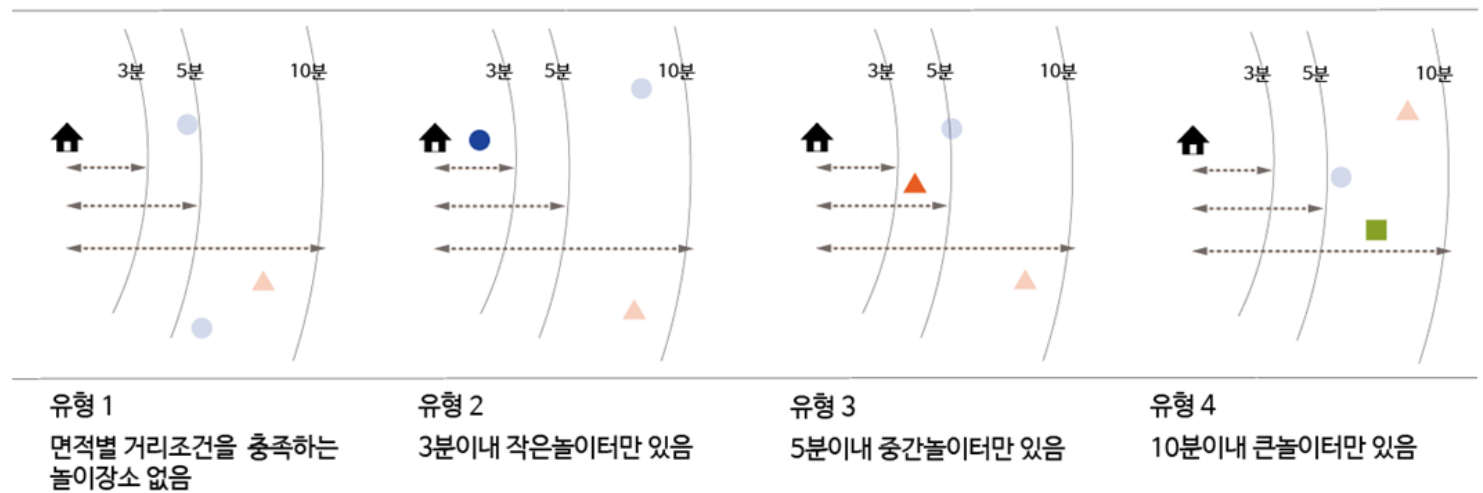 3분 5분 10분
3분 5분 10분
3분 5분 10분
3분 5분 10분
유형 1
면적별 거리조건을 충족하는
놀이장소 없음
유형 2
3분이내 작은놀이터만 있음
유형 3
5분이내 중간놀이터만 있음
유형 4
10분이내 큰놀이터만 있음